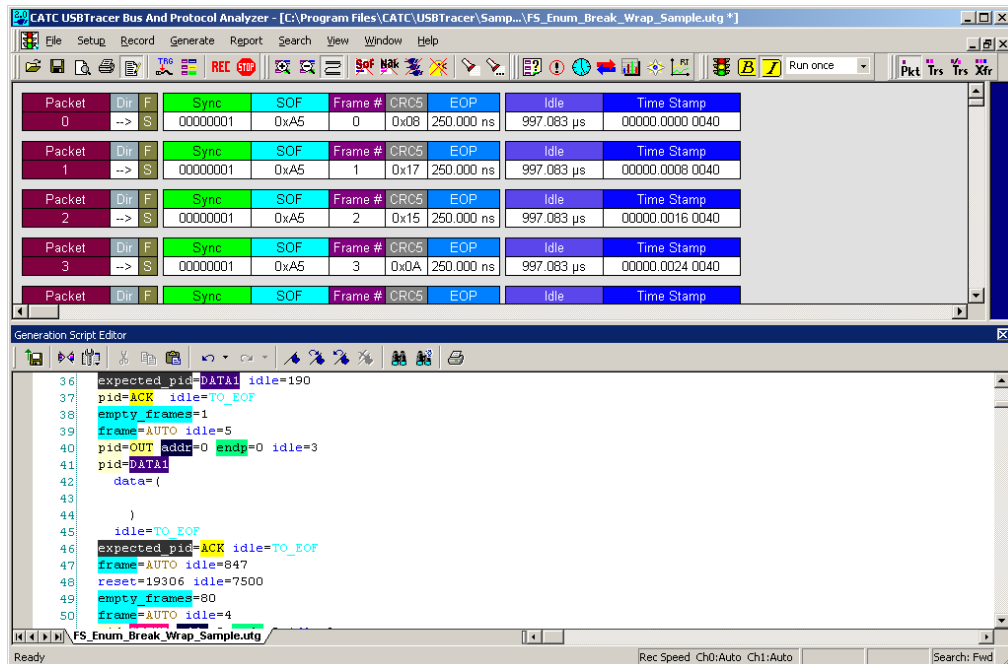 CATC USBTracer Bus And Protocol Analyzer - [C:\Program Files\CATC\USBTracer\Samp...\FS_Enum_Break_Wrap_Sample.utg *]
File Setup Record Generate Report Search View Window Help
TRG REC STOP Sof Nak B I Run once Pkt Trs Trs Xfr
Packet Dir F Sync SOF Frame # CRC5 EOP Idle Time Stamp
0 --> S 00000001 0xA5 0 0x08 250.000 ns 997.083 µs 00000.0000 0040
Packet Dir F Sync SOF Frame # CRC5 EOP Idle Time Stamp
1 --> S 00000001 0xA5 1 0x17 250.000 ns 997.083 µs 00000.0008 0040
Packet Dir F Sync SOF Frame # CRC5 EOP Idle Time Stamp
2 --> S 00000001 0xA5 2 0x15 250.000 ns 997.083 µs 00000.0016 0040
Packet Dir F Sync SOF Frame # CRC5 EOP Idle Time Stamp
3 --> S 00000001 0xA5 3 0x0A 250.000 ns 997.083 µs 00000.0024 0040
Packet Dir F Sync SOF Frame # CRC5 EOP Idle Time Stamp
Generation Script Editor
36 expected_pid=DATA1 idle=190
37 pid=ACK idle=TO_EOF
38 empty_frames=1
39 frame=AUTO idle=5
40 pid=OUT addr=0 endp=0 idle=3
41 pid=DATA1
42 data=(
43
44 )
45 idle=TO_EOF
46 expected_pid=ACK idle=TO_EOF
47 frame=AUTO idle=847
48 reset=19306 idle=7500
49 empty_frames=80
50 frame=AUTO idle=4
FS_Enum_Break_Wrap_Sample.utg
Ready Rec Speed Ch0:Auto Ch1:Auto Search: Fwd